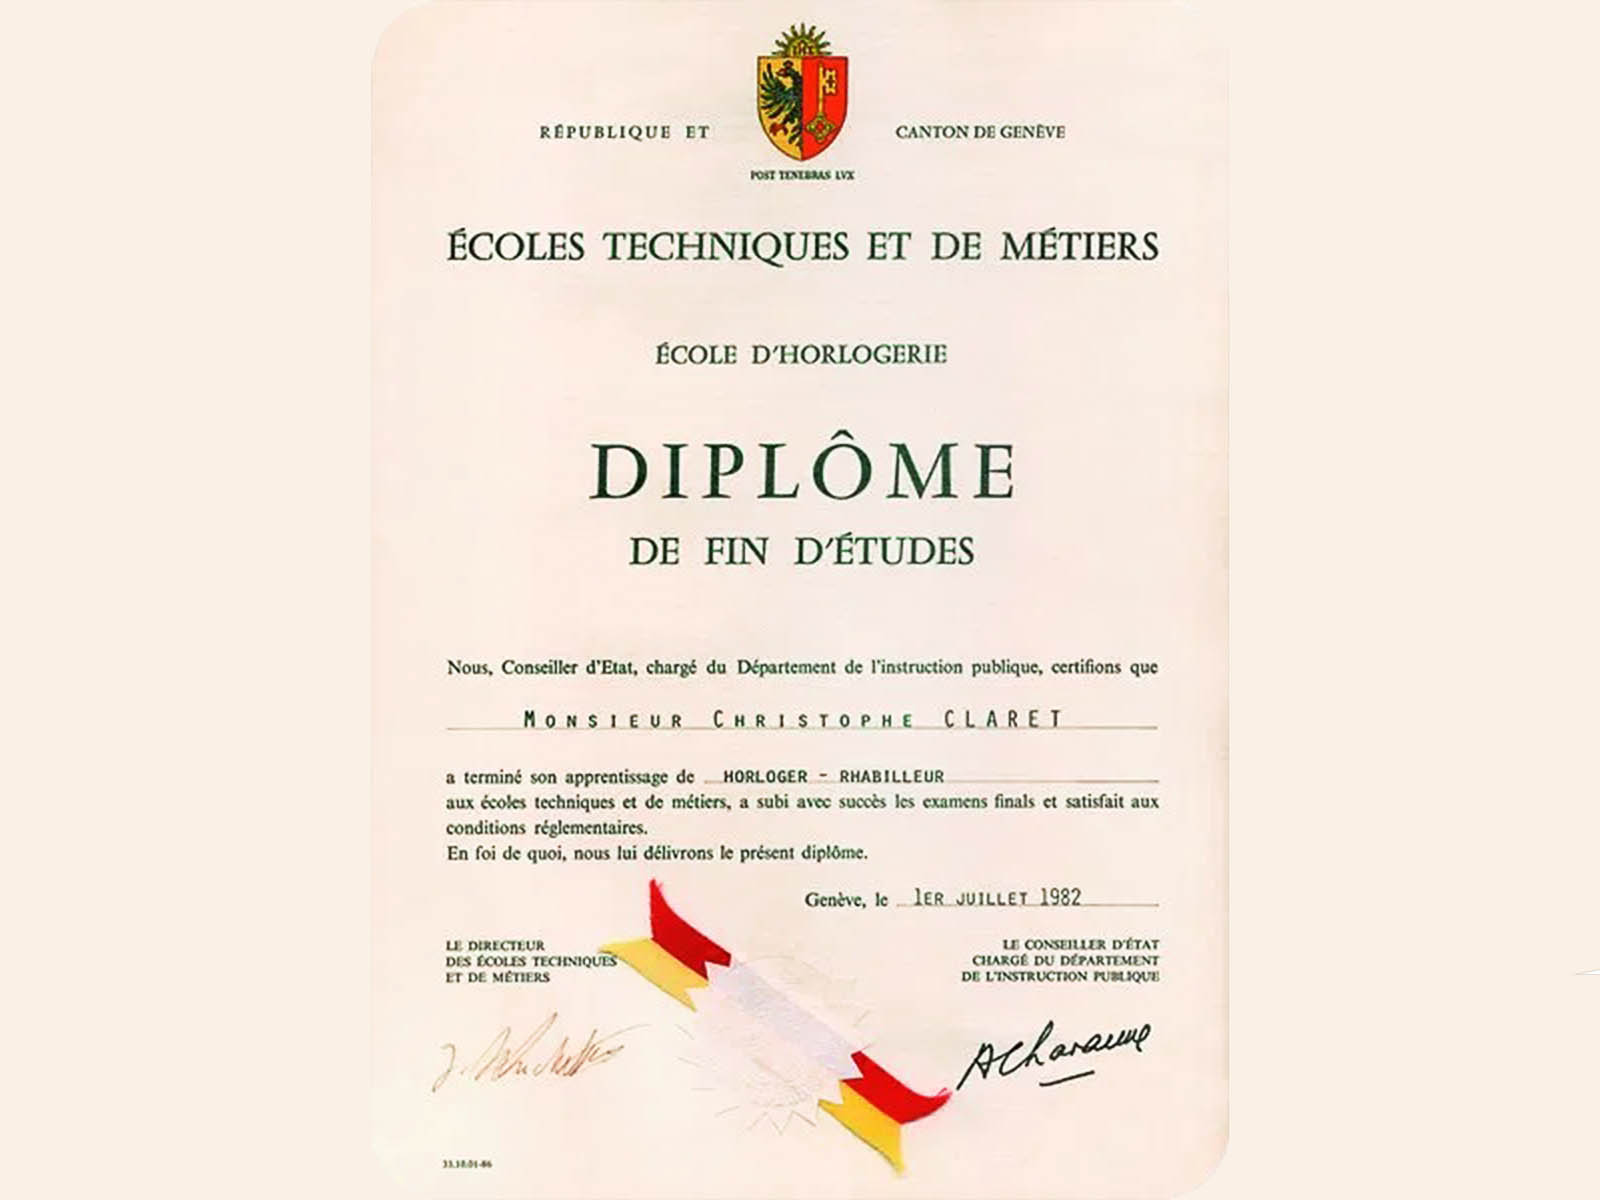 RÉPUBLIQUE ET CANTON DE GENÈVE
POST TENEBRAS LVX
ÉCOLES TECHNIQUES ET DE MÉTIERS
ÉCOLE D'HORLOGERIE
DIPLÔME
DE FIN D'ÉTUDES
Nous, Conseiller d'Etat, chargé du Département de l'instruction publique, certifions que
MONSIEUR CHRISTOPHE CLARET
a terminé son apprentissage de HORLOGER - RHABILLEUR
aux écoles techniques et de métiers, a subi avec succès les examens finals et satisfait aux
conditions réglementaires.
En foi de quoi, nous lui délivrons le présent diplôme.
Genève, le 1ER JUILLET 1982
LE DIRECTEUR
DES ÉCOLES TECHNIQUES
ET DE MÉTIERS
LE CONSEILLER D'ÉTAT
CHARGÉ DU DÉPARTEMENT
DE L'INSTRUCTION PUBLIQUE